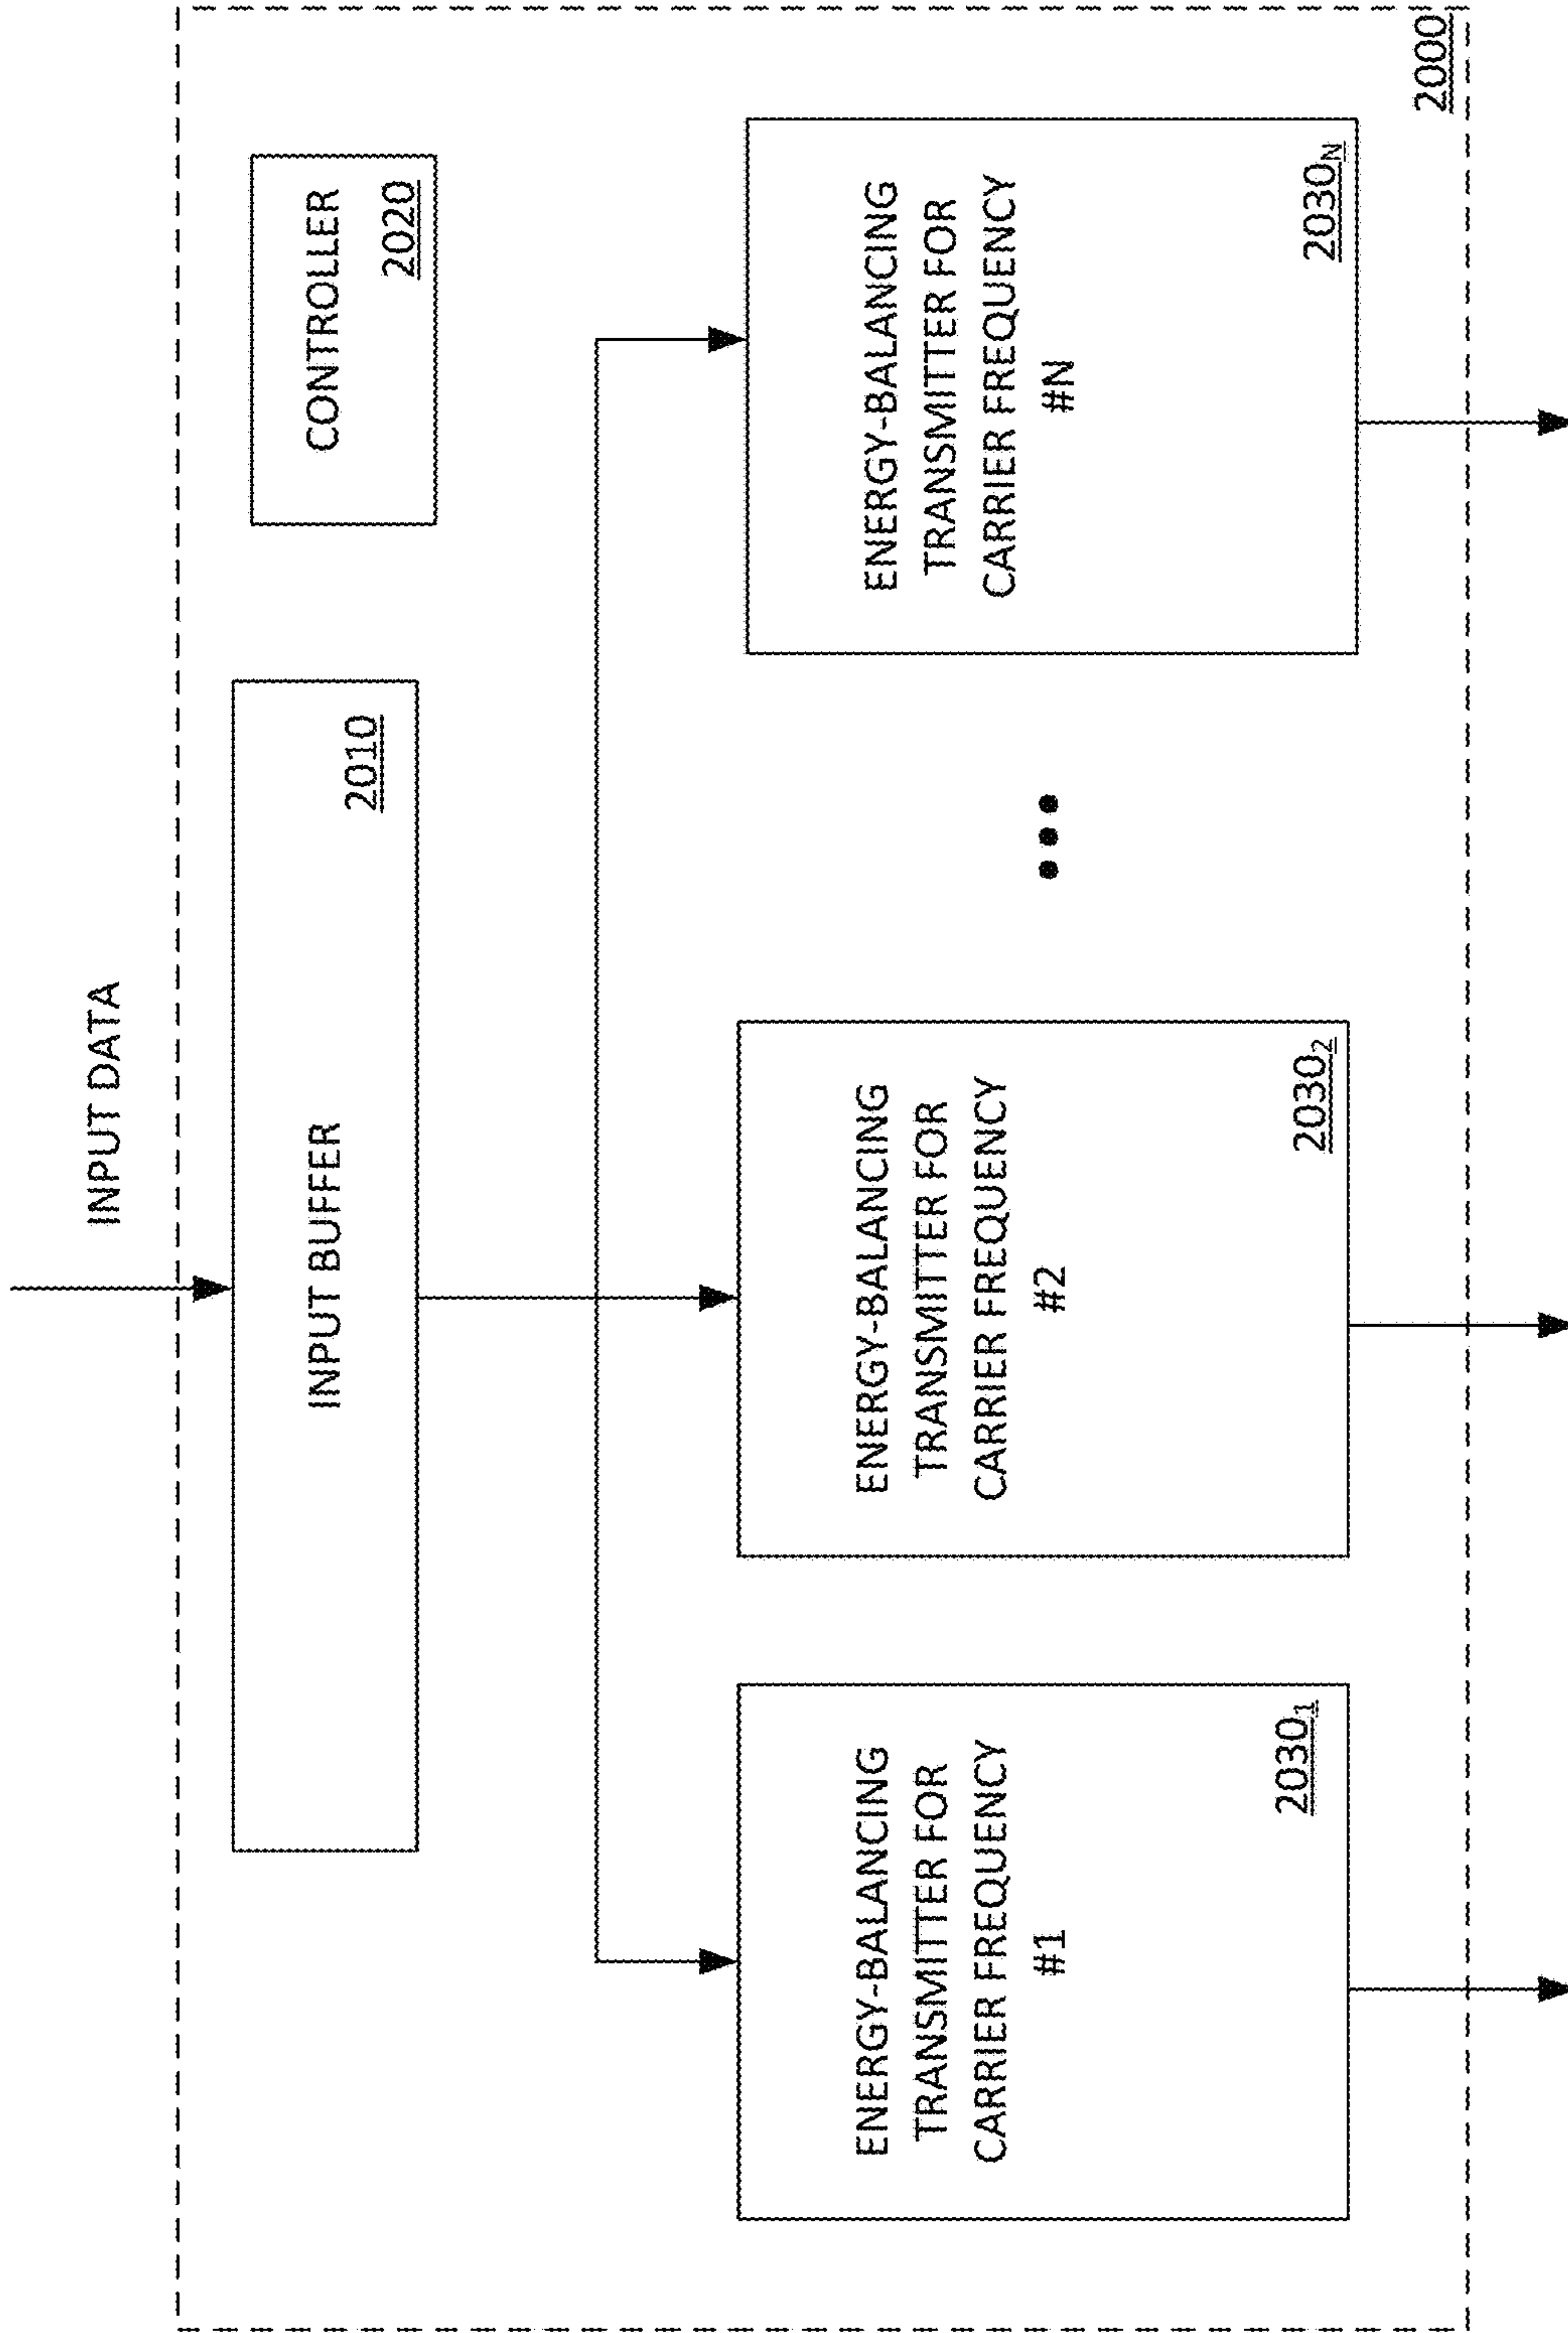 INPUT DATA
INPUT BUFFER
2010
CONTROLLER
2020
ENERGY-BALANCING
TRANSMITTER FOR
CARRIER FREQUENCY
#1
2030₁
ENERGY-BALANCING
TRANSMITTER FOR
CARRIER FREQUENCY
#2
2030₂
ENERGY-BALANCING
TRANSMITTER FOR
CARRIER FREQUENCY
#N
2030N
2000